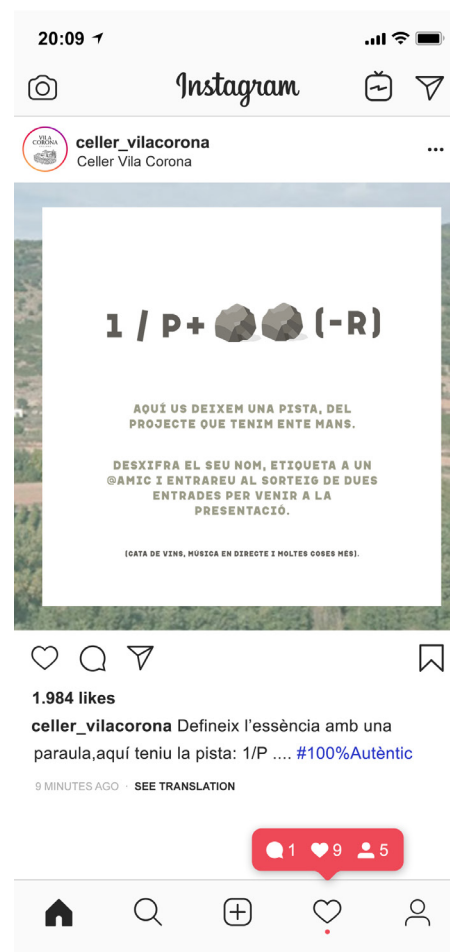 20:09
Instagram
VILA
CORONA
celler_vilacorona
Celler Vila Corona
1 / P+ (-R)
AQUÍ US DEIXEM UNA PISTA, DEL
PROJECTE QUE TENIM ENTE MANS.
DESXIFRA EL SEU NOM, ETIQUETA A UN
@AMIC I ENTRAREU AL SORTEIG DE DUES
ENTRADES PER VENIR A LA
PRESENTACIÓ.
(CATA DE VINS, MÚSICA EN DIRECTE I MOLTES COSES MÉS).
1.984 likes
celler_vilacorona Defineix l’essència amb una
paraula,aquí teniu la pista: 1/P .... #100%Autèntic
9 MINUTES AGO · SEE TRANSLATION
1 9 5